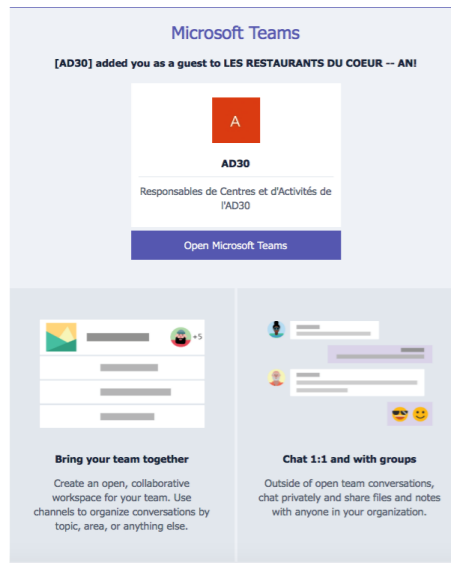 Microsoft Teams
[AD30] added you as a guest to LES RESTAURANTS DU COEUR -- AN!
A
AD30
Responsables de Centres et d'Activités de
l'AD30
Open Microsoft Teams
+5
Bring your team together
Create an open, collaborative
workspace for your team. Use
channels to organize conversations by
topic, area, or anything else.
Chat 1:1 and with groups
Outside of open team conversations,
chat privately and share files and notes
with anyone in your organization.